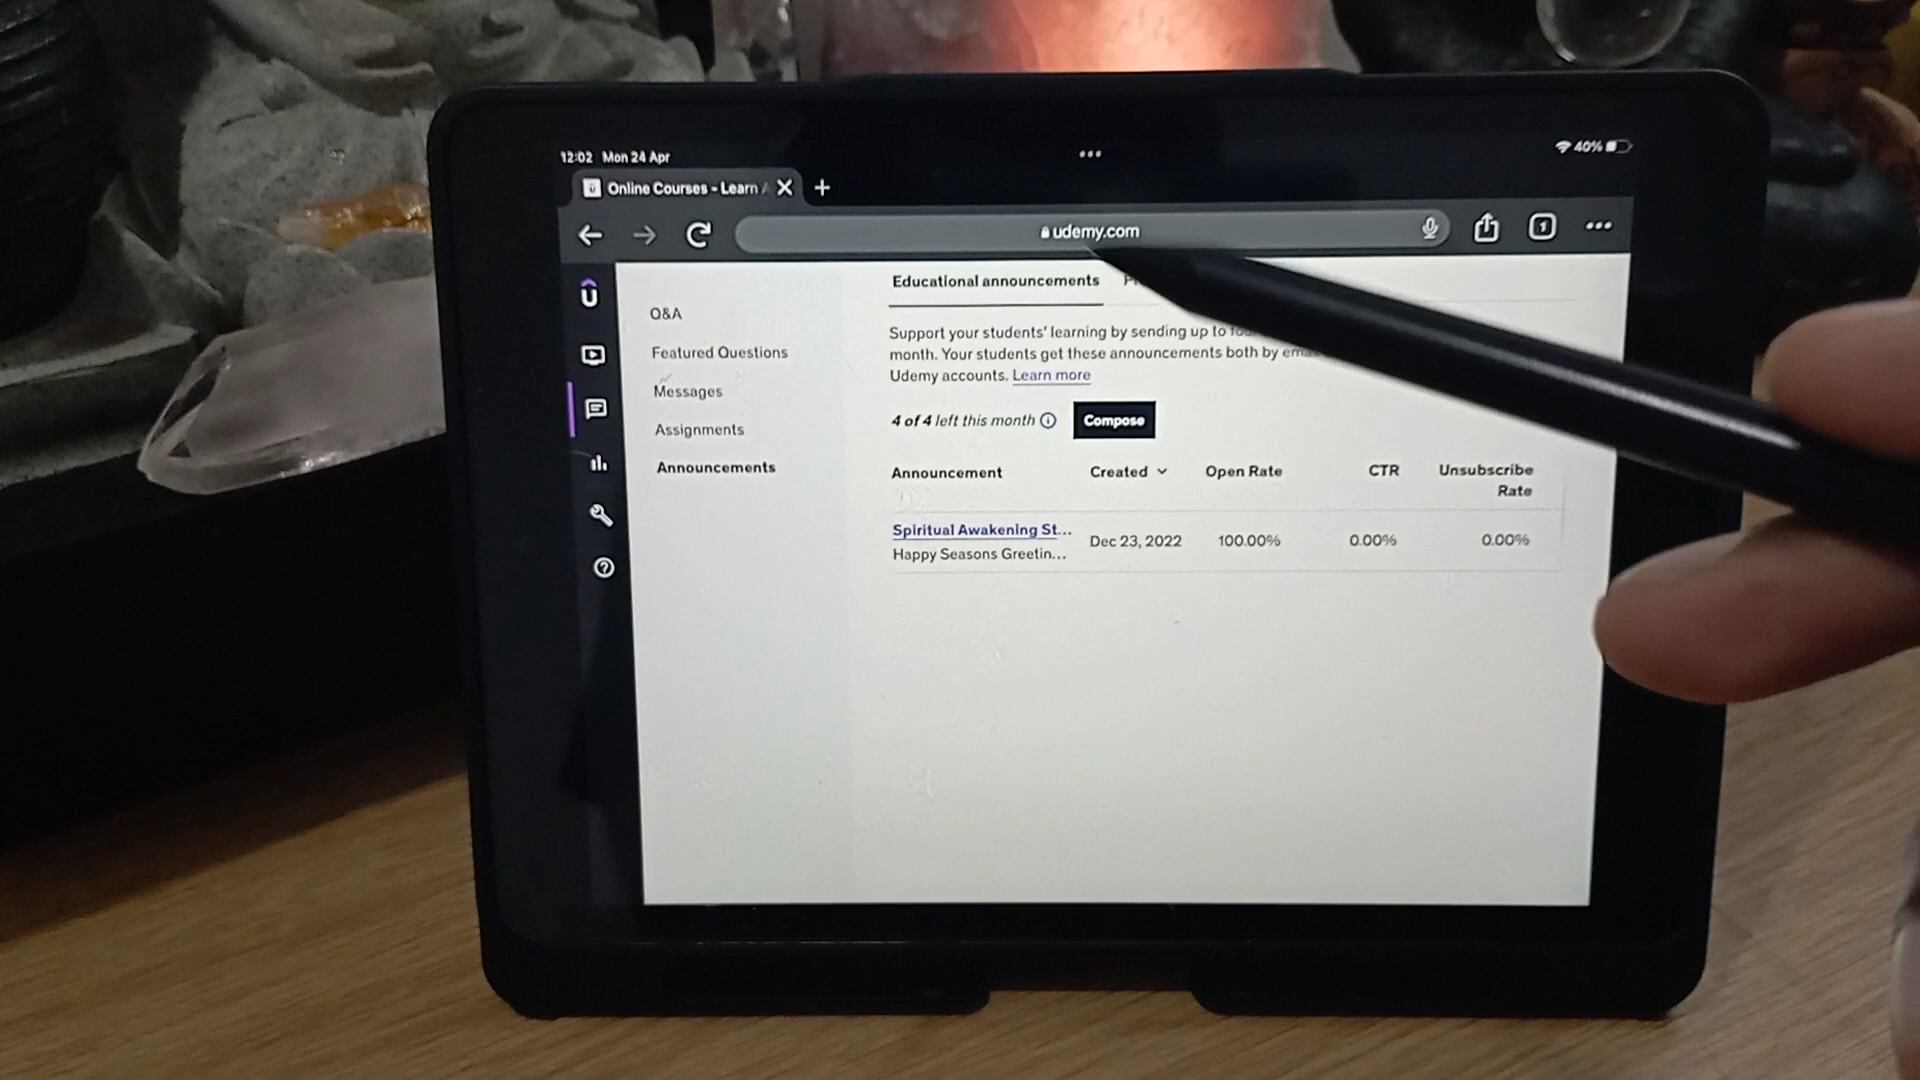 12:02 Mon 24 Apr
40%
Online Courses - Learn A
udemy.com
1
Educational announcements
Q&A
Featured Questions
Messages
Assignments
Announcements
Support your students' learning by sending up to
month. Your students get these announcements both by
Udemy accounts. Learn more
4 of 4 left this month
Compose
Announcement Created Open Rate CTR Unsubscribe
Rate
Spiritual Awakening St...
Happy Seasons Greetin...
Dec 23, 2022 100.00% 0.00% 0.00%